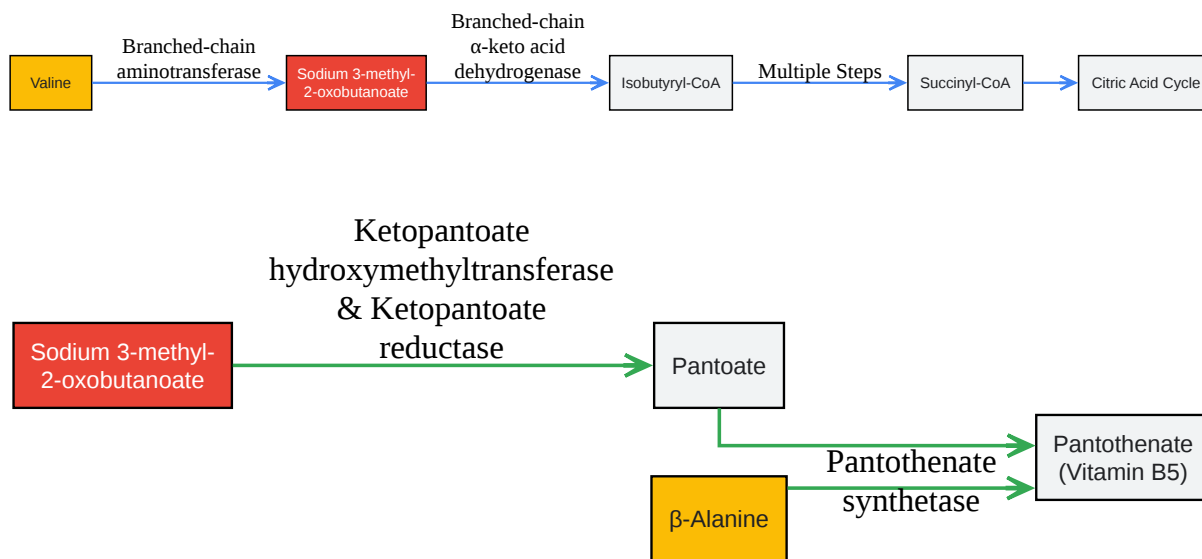 Branched-chain
aminotransferase
Branched-chain
α-keto acid
dehydrogenase
Multiple Steps
Valine
Sodium 3-methyl-
2-oxobutanoate
Isobutyryl-CoA
Succinyl-CoA
Citric Acid Cycle
Ketopantoate
hydroxymethyltransferase
& Ketopantoate
reductase
Sodium 3-methyl-
2-oxobutanoate
Pantoate
Pantothenate
synthetase
Pantothenate
(Vitamin B5)
β-Alanine